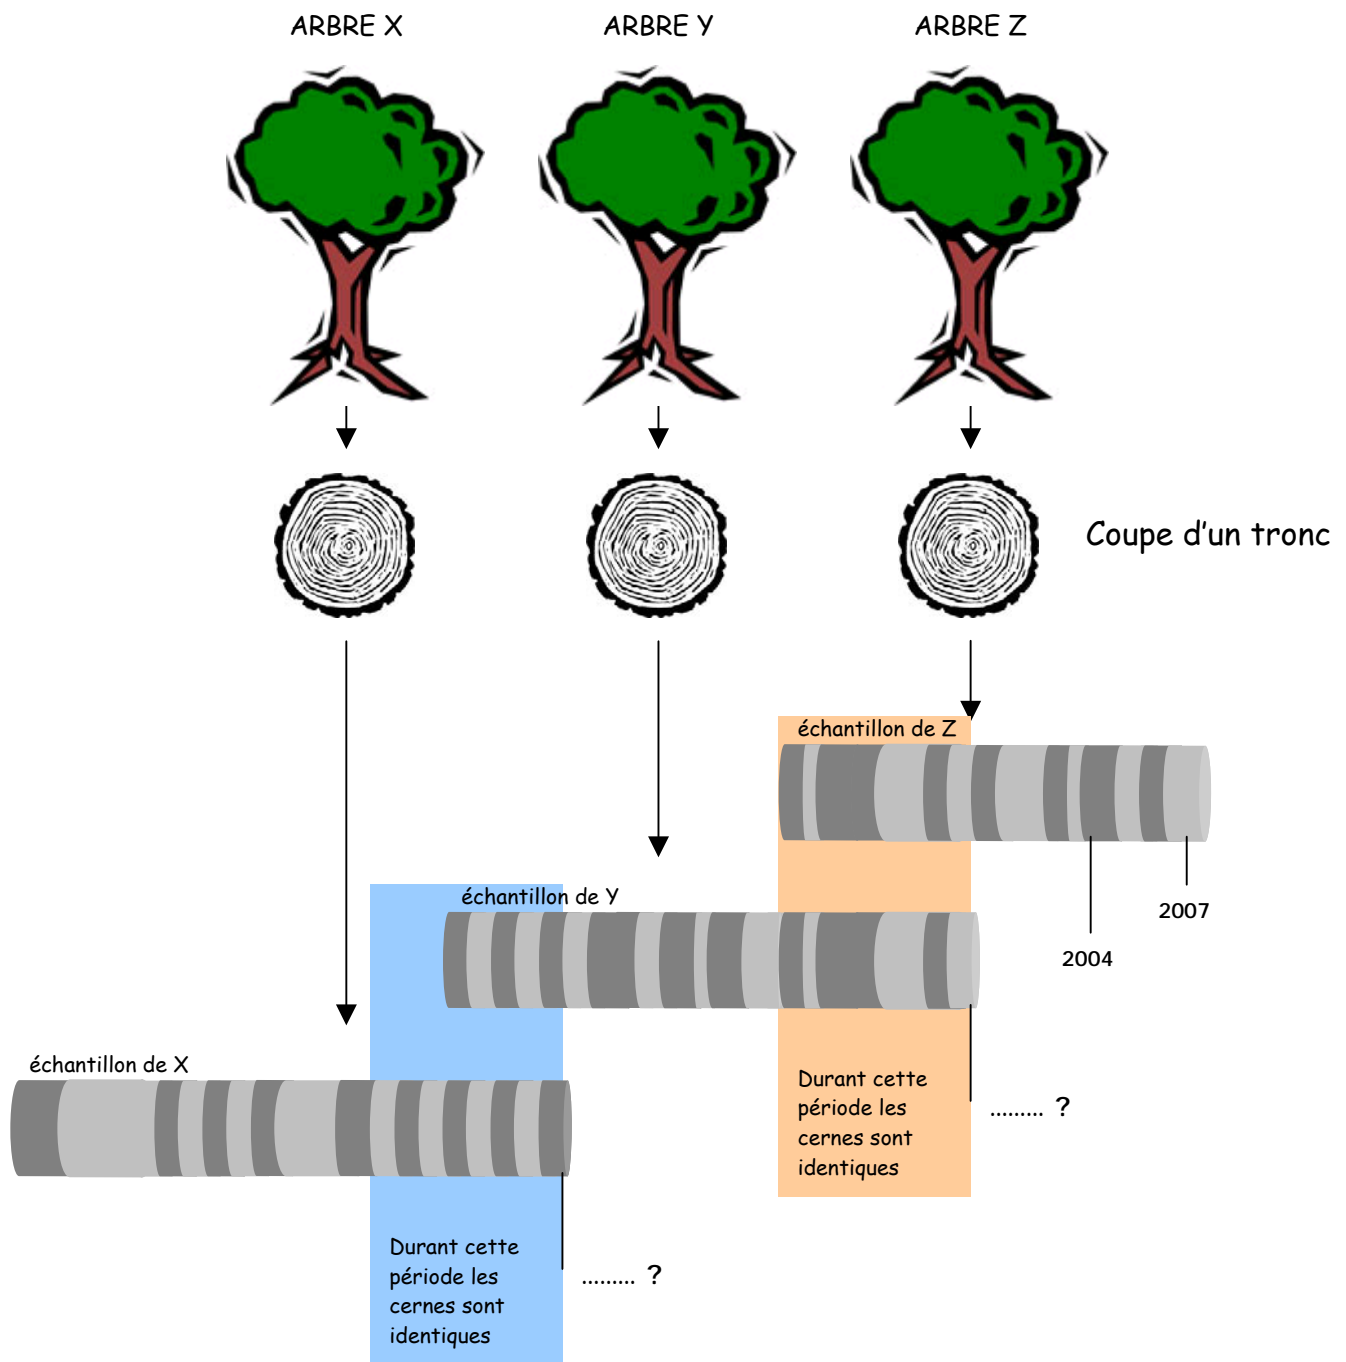 ARBRE X
ARBRE Y
ARBRE Z
Coupe d'un tronc
échantillon de Z
2007
2004
échantillon de Y
échantillon de X
Durant cette
période les
cernes sont
identiques
......... ?
Durant cette
période les
cernes sont
identiques
......... ?